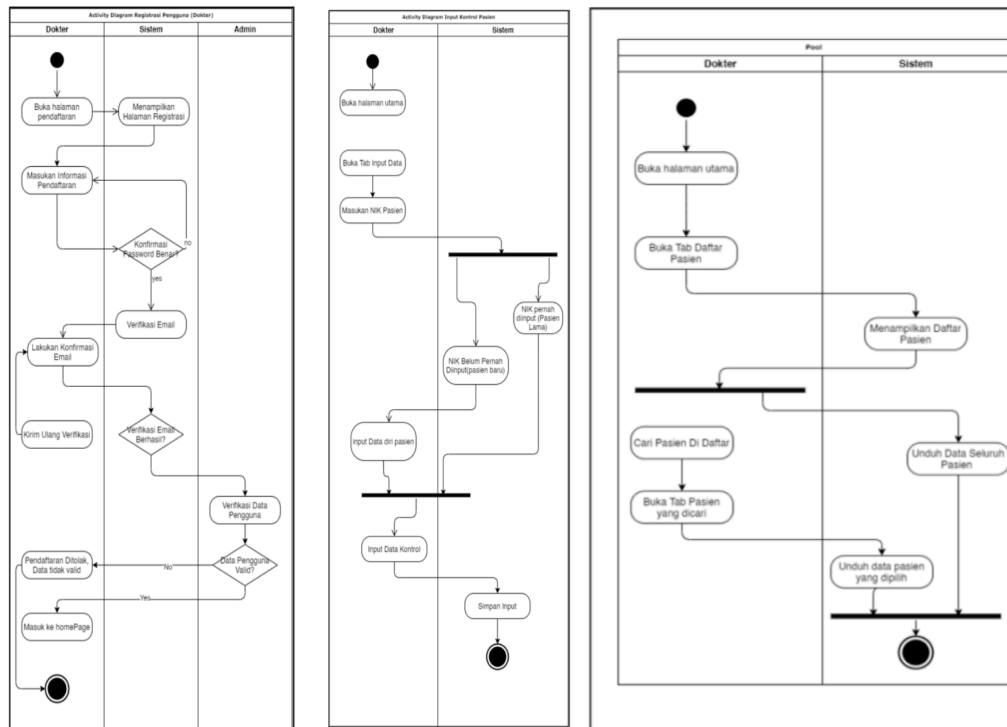 Activity Diagram Registrasi Pengguna (Dokter)
Dokter
Sistem
Admin
Buka halaman
pendaftaran
Menampilkan
Halaman Registrasi
Masukan Informasi
Pendaftaran
Konfirmasi
Password Benar?
no
yes
Verifikasi Email
Lakukan Konfirmasi
Email
Kirim Ulang Verifikasi
Verifikasi Email
Berhasil?
Verifikasi Data
Pengguna
Data Pengguna
Valid?
No
Pendaftaran Ditolak,
Data tidak valid
Yes
Masuk ke homePage
Activity Diagram Input Kontrol Pasien
Dokter
Sistem
Buka halaman utama
Buka Tab Input Data
Masukan NIK Pasien
NIK pernah
diinput (Pasien
Lama)
NIK Belum Pernah
Diinput(pasien baru)
input Data diri pasien
Input Data Kontrol
Simpan Input
Pool
Dokter
Sistem
Buka halaman utama
Buka Tab Daftar
Pasien
Menampilkan Daftar
Pasien
Cari Pasien Di Daftar
Unduh Data Seluruh
Pasien
Buka Tab Pasien
yang dicari
Unduh data pasien
yang dipilih